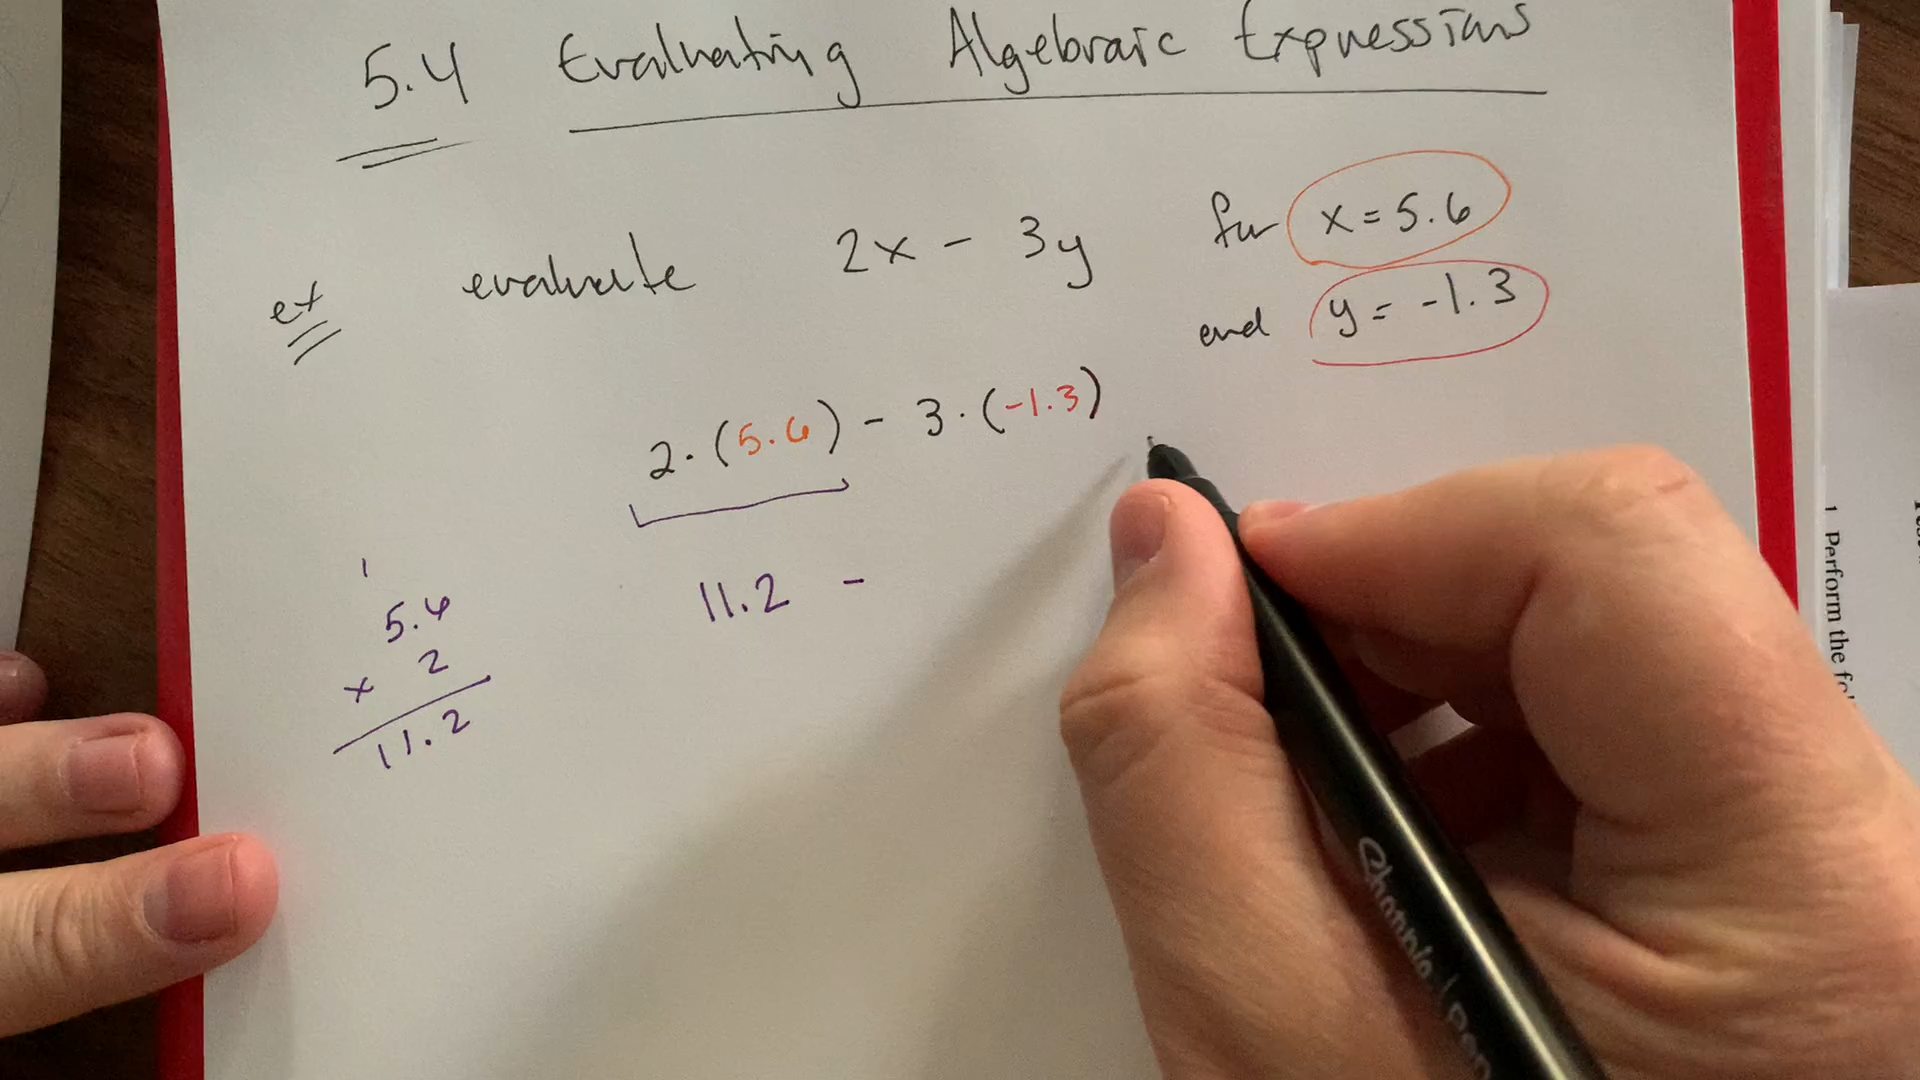 5.4 Evaluating Algebraic Expressions
ex evaluate 2x - 3y for x = 5.6
and y = -1.3
2 · (5.6) - 3 · (-1.3)
11.2 -
1
5.6
x 2
11.2
1 Perform the